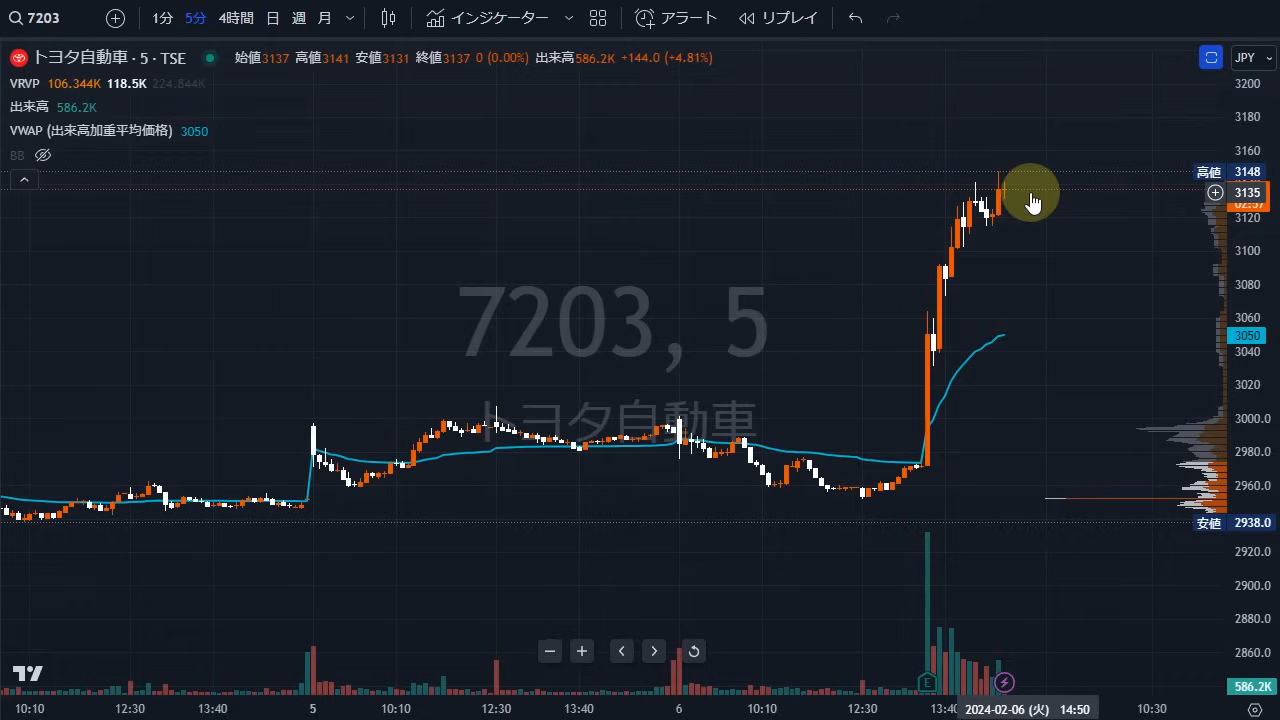 7203 1分 5分 4時間 日 週 月 インジケーター アラート リプレイ
トヨタ自動車・5・TSE 始値3137 高値3141 安値3131 終値3137 0 (0.00%) 出来高586.2K +144.0 (+4.81%) JPY
VRVP 106.344K 118.5K 224.844K
出来高 586.2K
VWAP (出来高加重平均価格) 3050
BB
3200
3180
3160
高値 3148
3135
3120
3100
3080
3060
3050
3040
3020
3000.0
2980.0
2960.0
安値 2938.0
2920.0
2900.0
2880.0
2860.0
586.2K
7203, 5
トヨタ自動車
E
10:10 12:30 13:40 5 10:10 12:30 13:40 6 10:10 12:30 13:40 2024-02-06 (火) 14:50 10:30